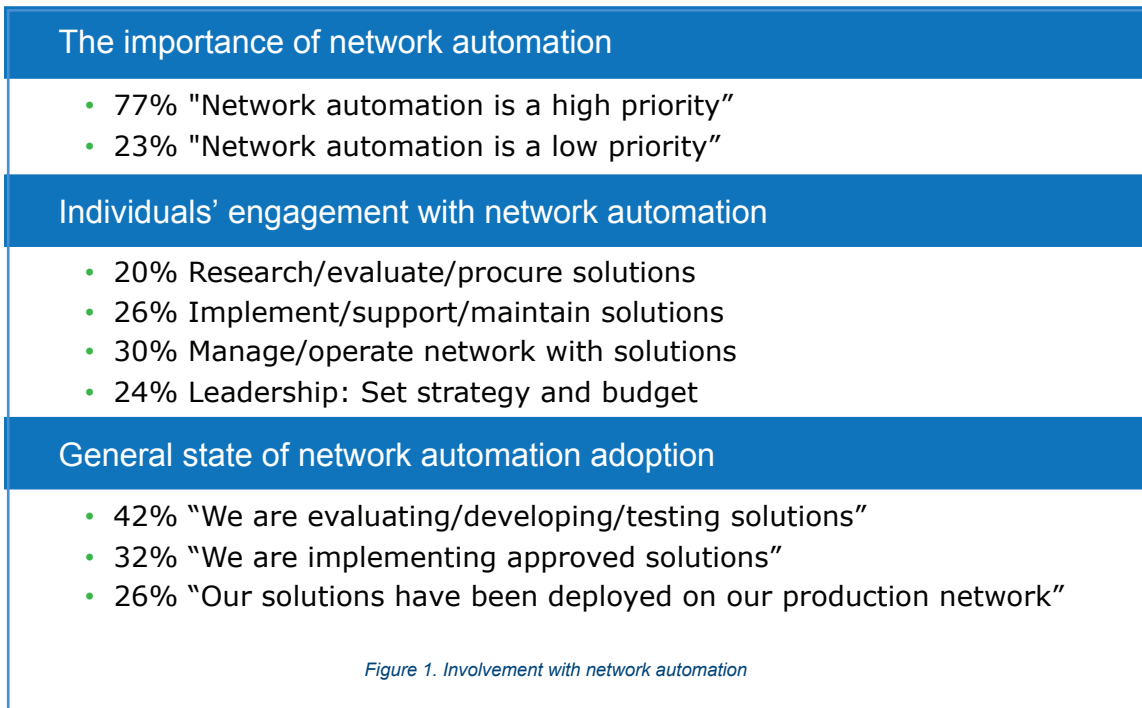 The importance of network automation
• 77% "Network automation is a high priority”
• 23% "Network automation is a low priority”
Individuals’ engagement with network automation
• 20% Research/evaluate/procure solutions
• 26% Implement/support/maintain solutions
• 30% Manage/operate network with solutions
• 24% Leadership: Set strategy and budget
General state of network automation adoption
• 42% “We are evaluating/developing/testing solutions”
• 32% “We are implementing approved solutions”
• 26% “Our solutions have been deployed on our production network”
Figure 1. Involvement with network automation